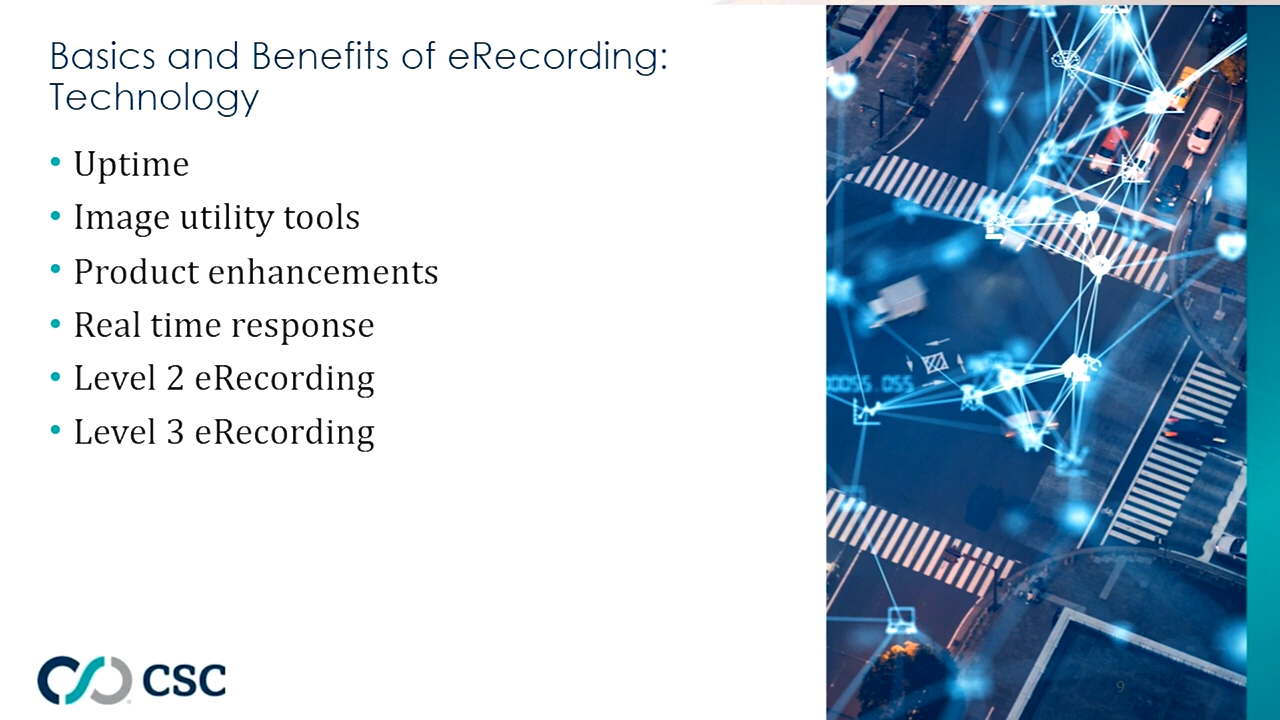 Basics and Benefits of eRecording:
Technology
• Uptime
• Image utility tools
• Product enhancements
• Real time response
• Level 2 eRecording
• Level 3 eRecording
CSC
9